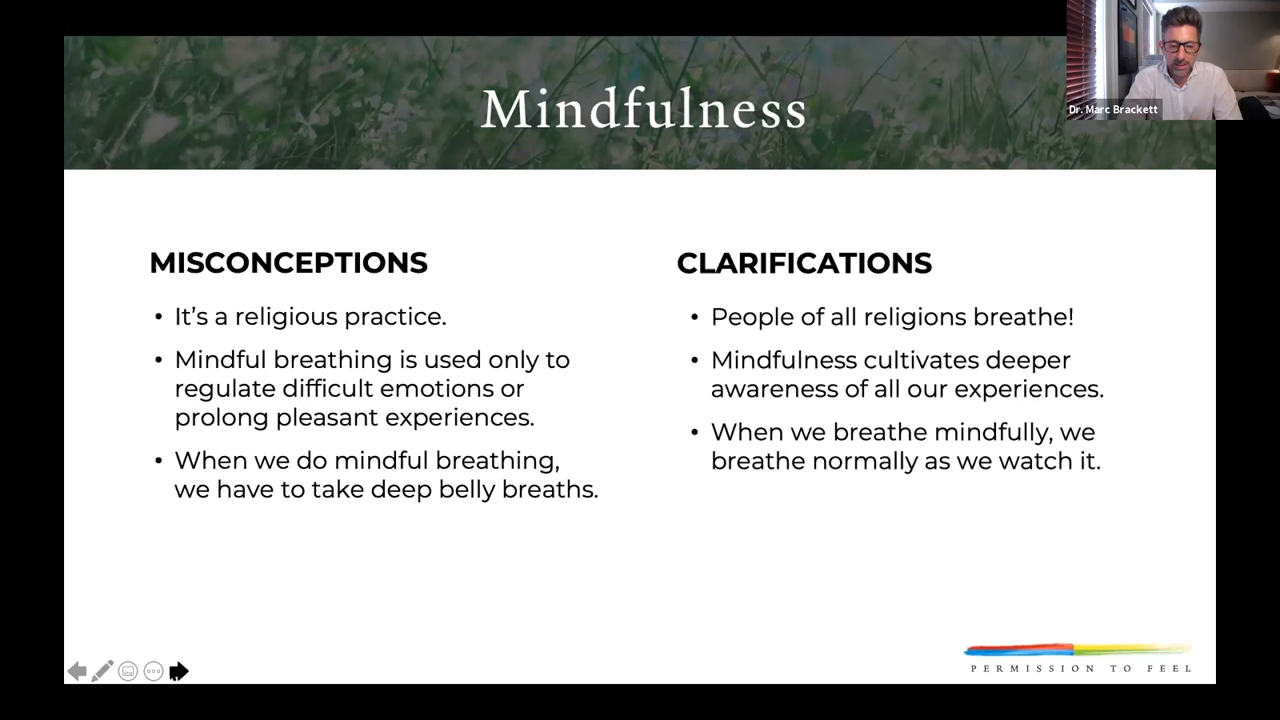 Mindfulness
Dr. Marc Brackett
MISCONCEPTIONS
• It’s a religious practice.
• Mindful breathing is used only to
regulate difficult emotions or
prolong pleasant experiences.
• When we do mindful breathing,
we have to take deep belly breaths.
CLARIFICATIONS
• People of all religions breathe!
• Mindfulness cultivates deeper
awareness of all our experiences.
• When we breathe mindfully, we
breathe normally as we watch it.
PERMISSION TO FEEL